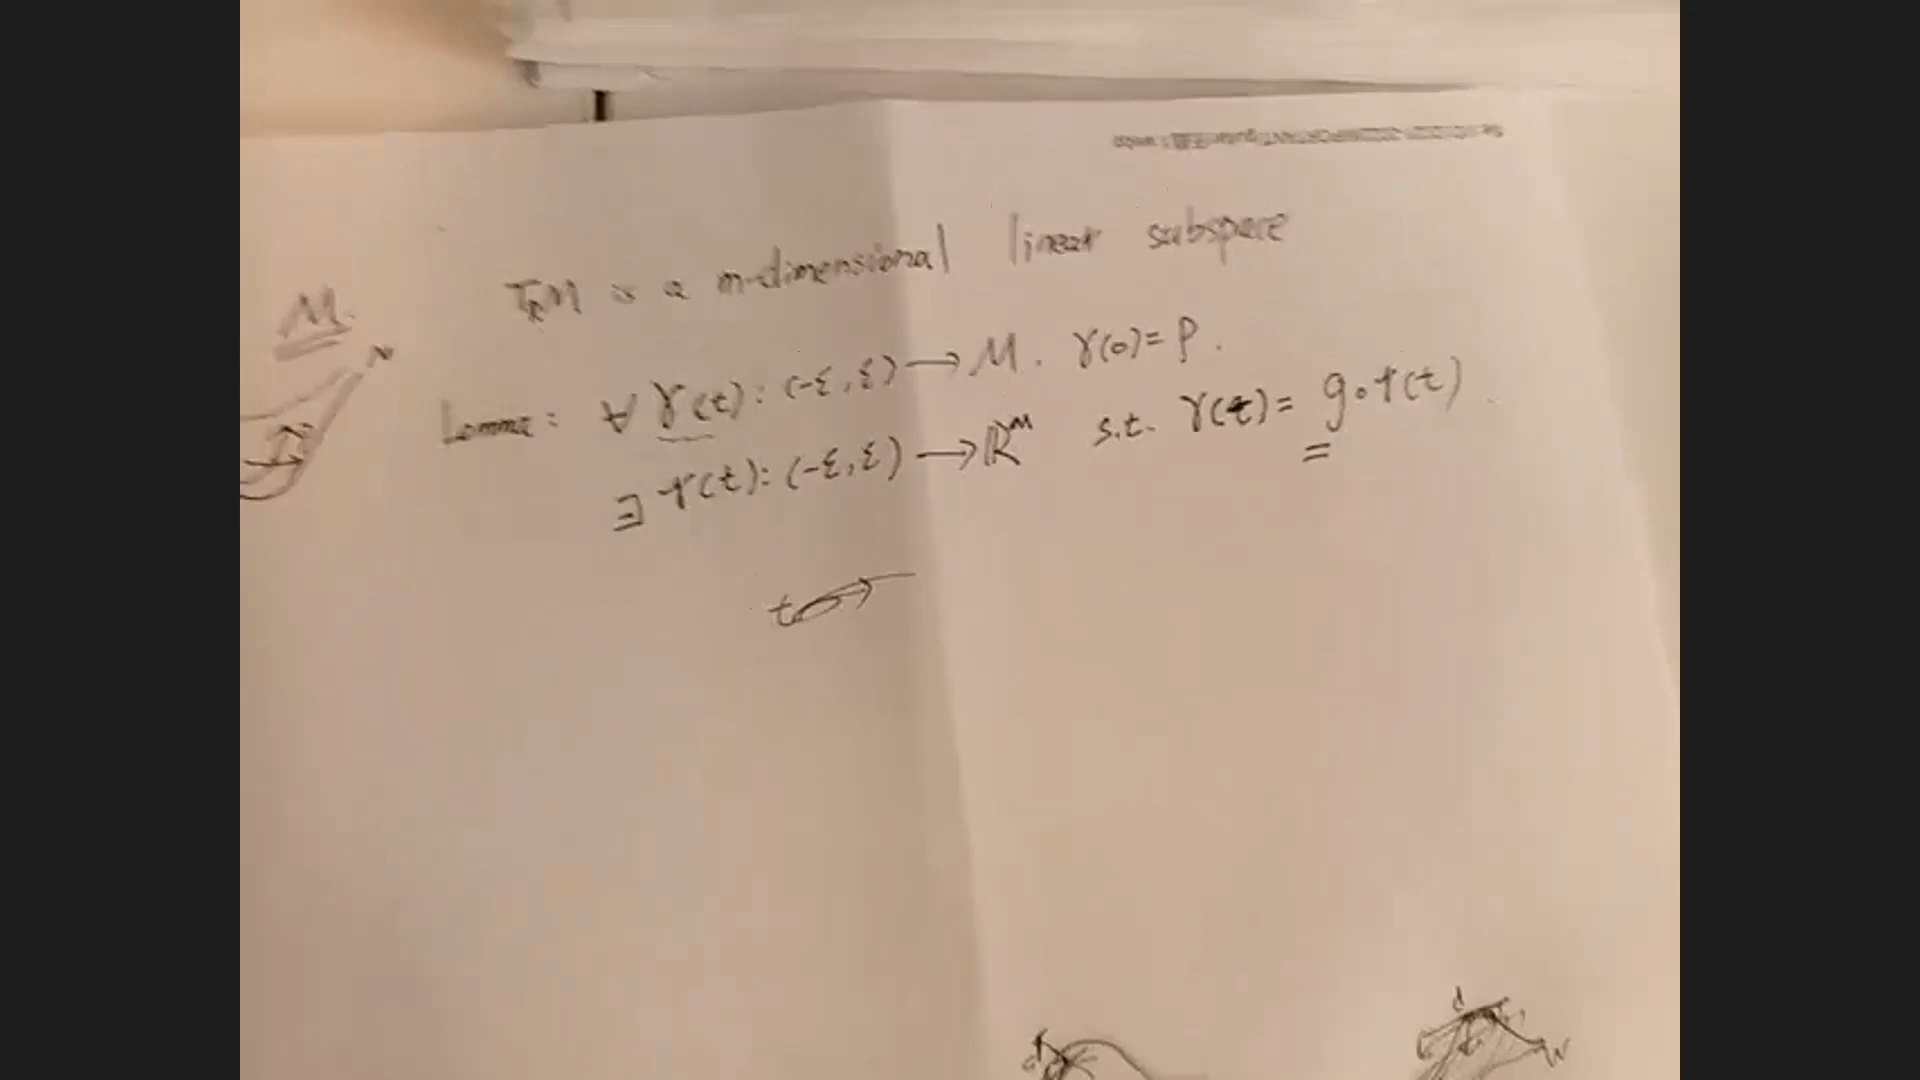 TpM is a m-dimensional linear subspace
M.
N
Lemma: ∀ γ(t): (-ε, ε) → M. γ(0) = P.
∃ r(t): (-ε, ε) → ℝᵐ s.t. γ(t) = g∘r(t).
t
N